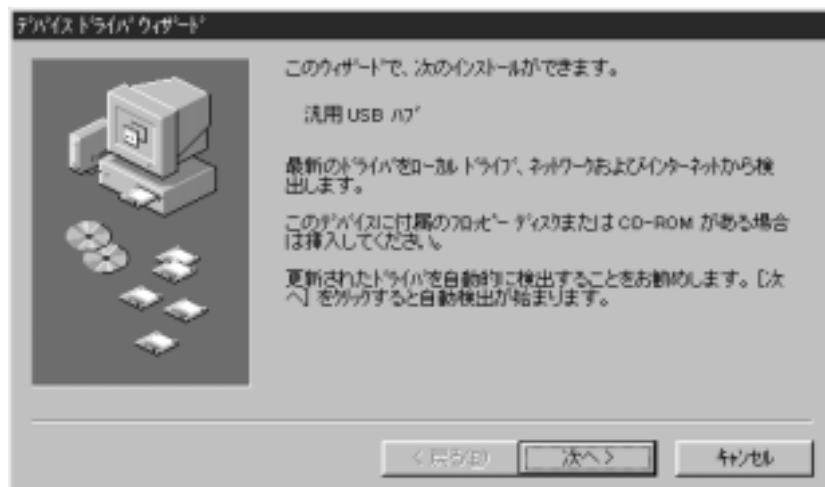 ﾃﾞﾊﾞｲｽ ﾄﾞﾗｲﾊﾞ ｳｨｻﾞｰﾄﾞ
このｳｨｻﾞｰﾄﾞで、次のｲﾝｽﾄｰﾙができます。
汎用 USB ﾊﾌﾞ
最新のﾄﾞﾗｲﾊﾞをﾛｰｶﾙ ﾄﾞﾗｲﾌﾞ、ﾈｯﾄﾜｰｸおよびｲﾝﾀｰﾈｯﾄから検
出します。
このﾃﾞﾊﾞｲｽに付属のﾌﾛｯﾋﾟｰ ﾃﾞｨｽｸまたは CD-ROM がある場合
は挿入してください。
更新されたﾄﾞﾗｲﾊﾞを自動的に検出することをお勧めします。[次
へ] をｸﾘｯｸすると自動検出が始まります。
< 戻る(B)
次へ >
ｷｬﾝｾﾙ